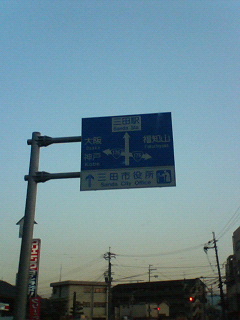 三田駅
Sanda Sta.
大阪
Osaka
福知山
Fukuchiyama
神戸
Kobe
三田市役所
Sanda City Office